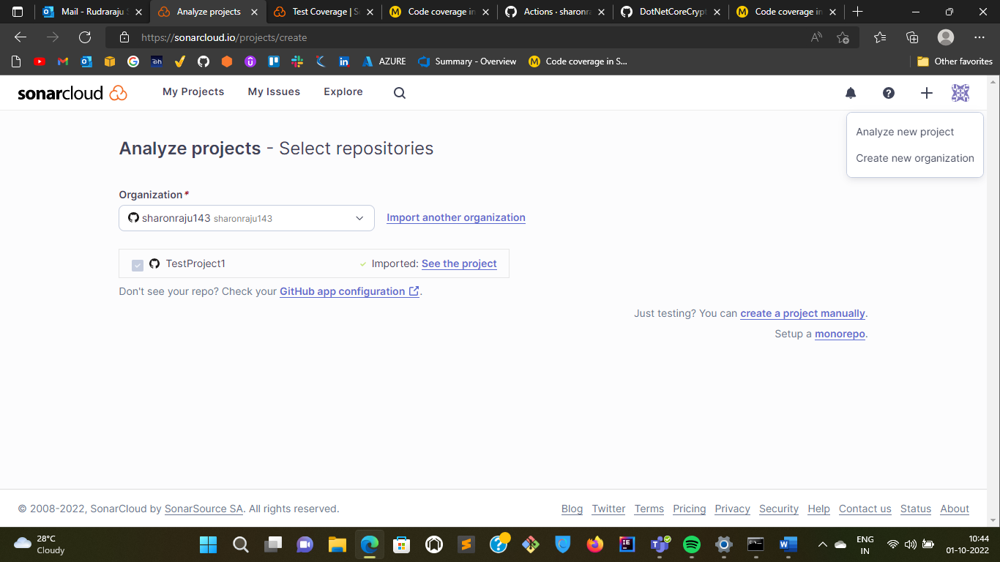 Mail - Rudraraju S
Analyze projects
Test Coverage | S
Code coverage in
Actions · sharonra
DotNetCoreCrypt
Code coverage in
https://sonarcloud.io/projects/create
AZURE
Summary - Overview
Code coverage in S...
Other favorites
sonarcloud
My Projects
My Issues
Explore
Analyze new project
Create new organization
Analyze projects - Select repositories
Organization*
sharonraju143 sharonraju143
Import another organization
TestProject1
Imported: See the project
Don't see your repo? Check your GitHub app configuration.
Just testing? You can create a project manually.
Setup a monorepo.
© 2008-2022, SonarCloud by SonarSource SA. All rights reserved.
Blog Twitter Terms Pricing Privacy Security Help Contact us Status About
28°C
Cloudy
ENG
IN
10:44
01-10-2022